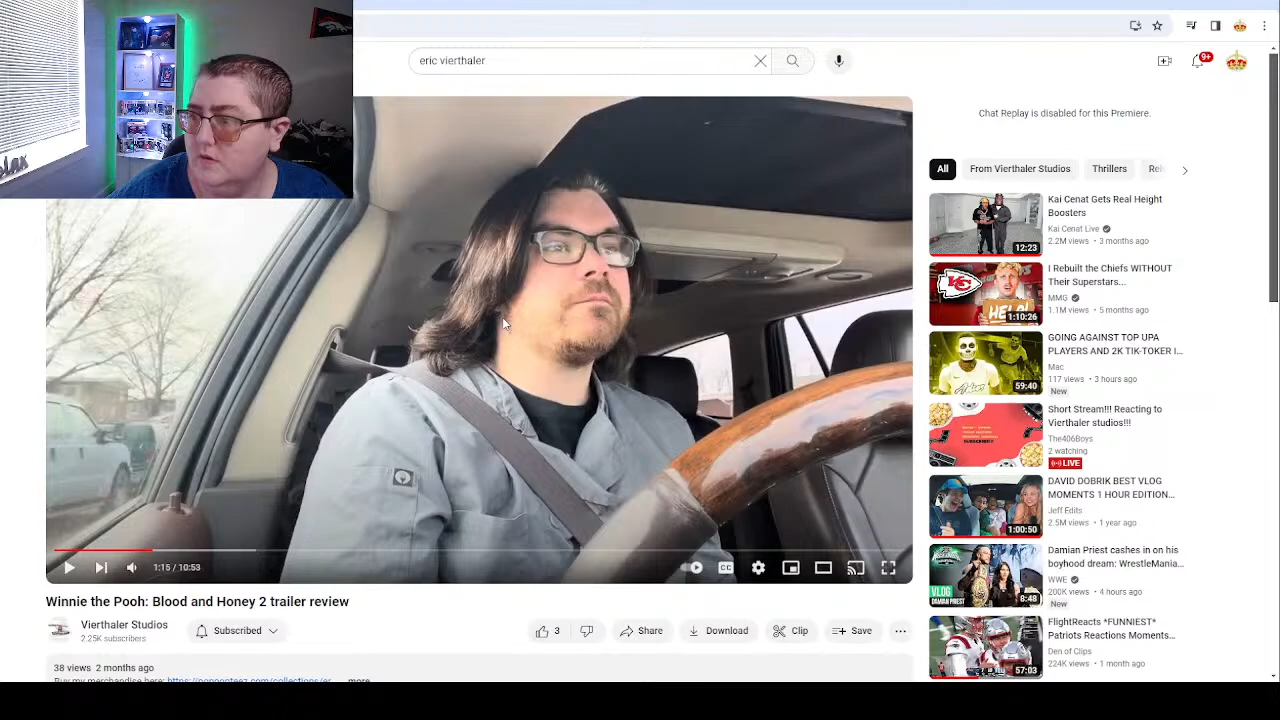 eric vierthaler
9+
Chat Replay is disabled for this Premiere.
All
From Vierthaler Studios
Thrillers
Kai Cenat Gets Real Height
Boosters
Kai Cenat Live
2.2M views • 3 months ago
12:23
I Rebuilt the Chiefs WITHOUT
Their Superstars...
MMG
1.1M views • 5 months ago
1:10:26
GOING AGAINST TOP UPA
PLAYERS AND 2K TIK-TOKER I...
Mac
117 views • 3 hours ago
New
59:40
Short Stream!!! Reacting to
Vierthaler studios!!!
The406Boys
2 watching
LIVE
DAVID DOBRIK BEST VLOG
MOMENTS 1 HOUR EDITION...
Jeff Edits
2.5M views • 1 year ago
1:00:50
Damian Priest cashes in on his
boyhood dream: WrestleMania...
WWE
200K views • 4 hours ago
New
VLOG
8:48
FlightReacts *FUNNIEST*
Patriots Reactions Moments...
Den of Clips
224K views • 1 month ago
57:03
1:15 / 10:53
CC
Winnie the Pooh: Blood and Honey 2 trailer review
Vierthaler Studios
2.25K subscribers
Subscribed
3
Share
Download
Clip
Save
38 views 2 months ago